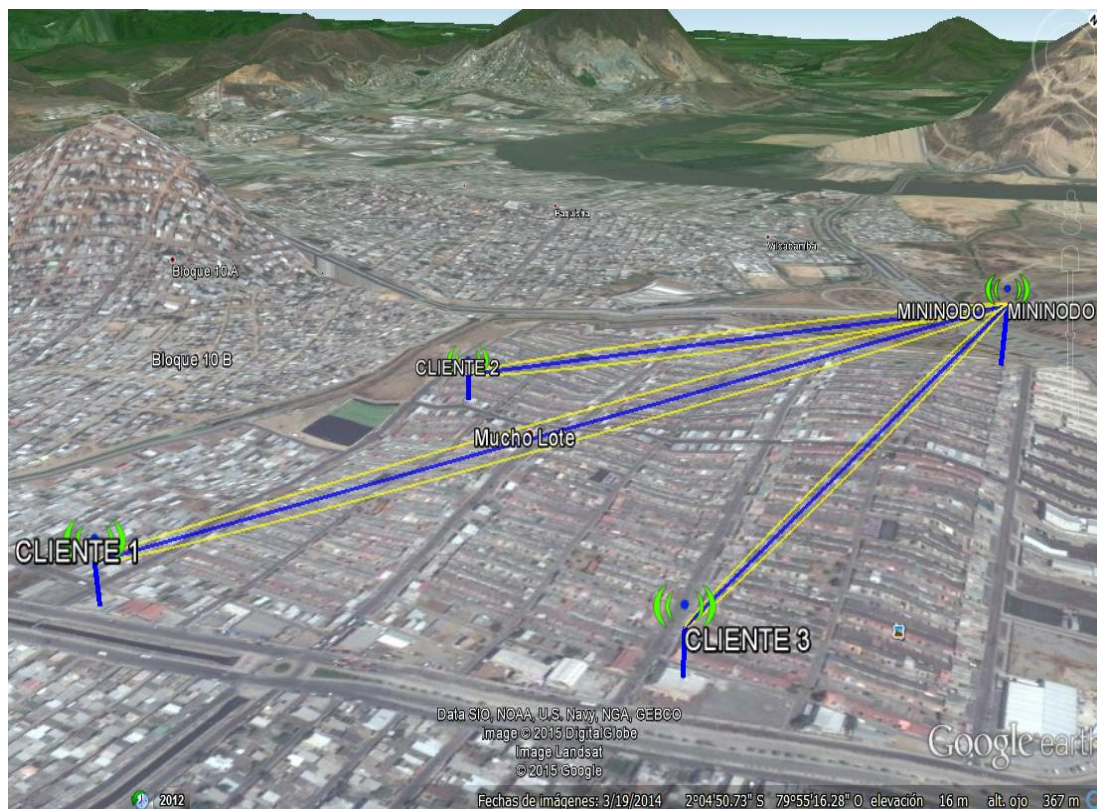 Paquisha
Vilcabamba
Bloque 10 A
MININODO MININODO
Bloque 10 B
CLIENTE 2
Mucho Lote
CLIENTE 1
CLIENTE 3
Data SIO, NOAA, U.S. Navy, NGA, GEBCO
Image © 2015 DigitalGlobe
Image Landsat
© 2015 Google
Google earth
2012
Fechas de imágenes: 3/19/2014 2°04'50.73" S 79°55'16.28" O elevación 16 m alt. ojo 367 m